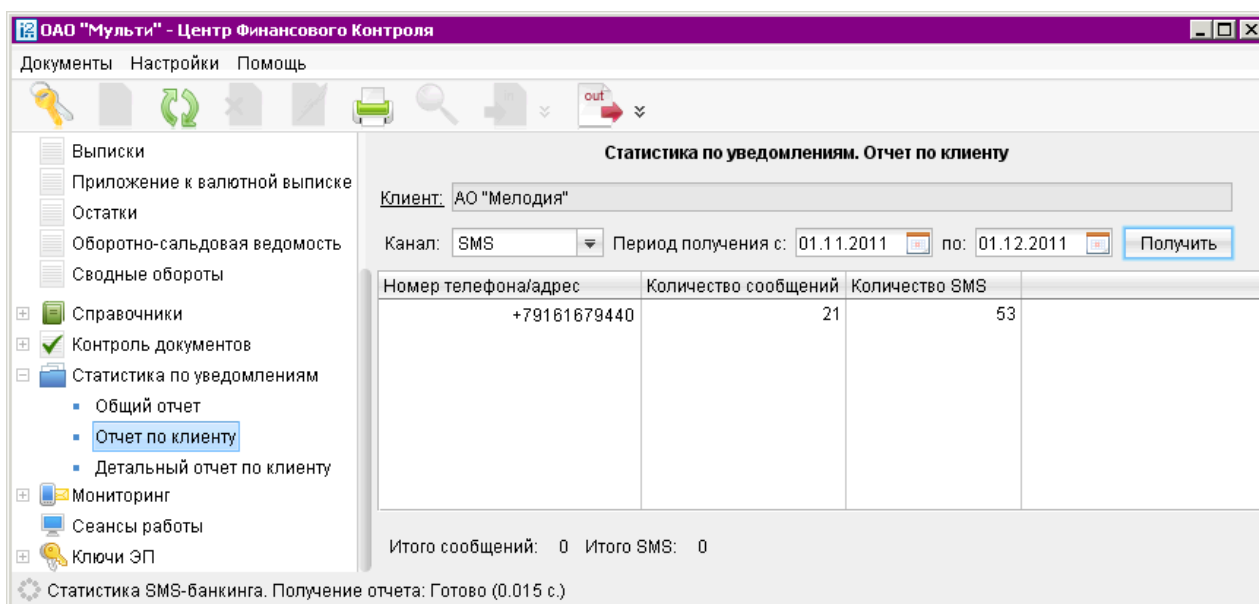 ОАО "Мульти" - Центр Финансового Контроля
Документы Настройки Помощь
out
Выписки
Приложение к валютной выписке
Остатки
Оборотно-сальдовая ведомость
Сводные обороты
Справочники
Контроль документов
Статистика по уведомлениям
Общий отчет
Отчет по клиенту
Детальный отчет по клиенту
Мониторинг
Сеансы работы
Ключи ЭП
Статистика по уведомлениям. Отчет по клиенту
Клиент: АО "Мелодия"
Канал: SMS Период получения с: 01.11.2011 по: 01.12.2011 Получить
Номер телефона/адрес Количество сообщений Количество SMS
+79161679440 21 53
Итого сообщений: 0 Итого SMS: 0
Статистика SMS-банкинга. Получение отчета: Готово (0.015 с.)